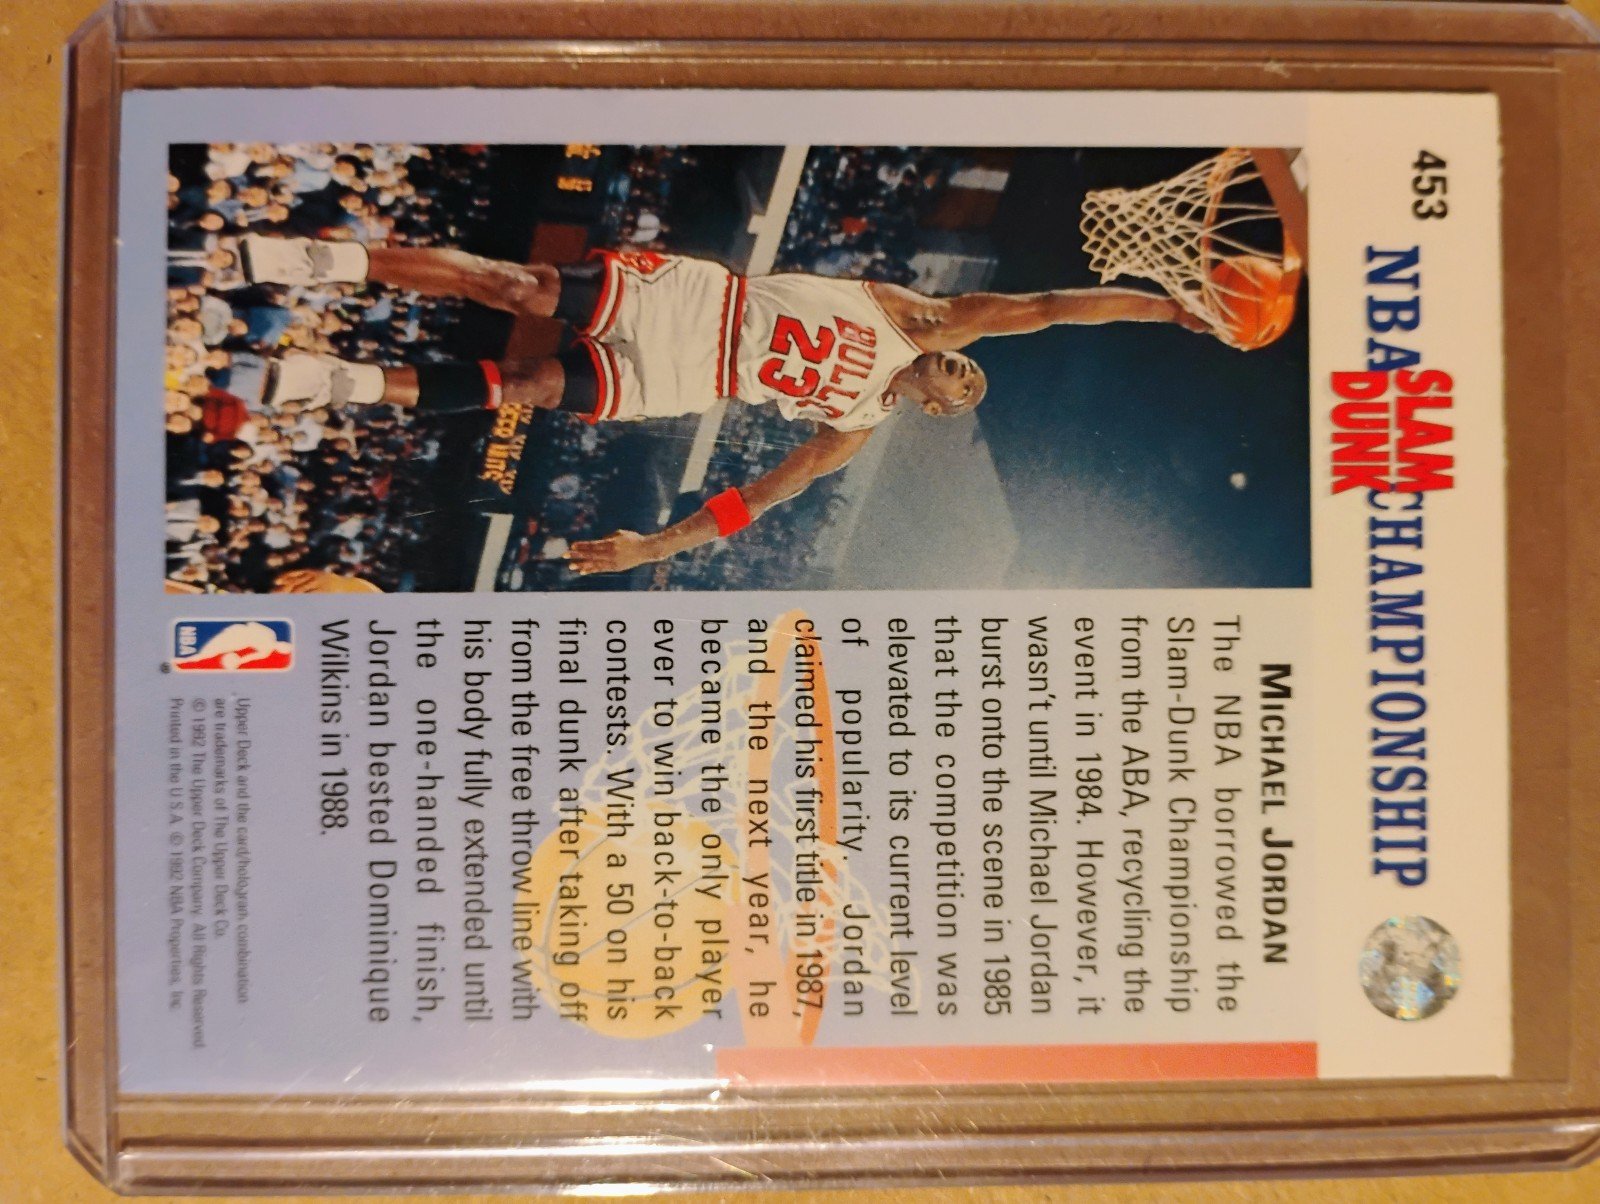 453
NBA SLAM DUNK CHAMPIONSHIP
MICHAEL JORDAN
The NBA borrowed the
Slam-Dunk Championship
from the ABA, recycling the
event in 1984. However, it
wasn't until Michael Jordan
burst onto the scene in 1985
that the competition was
elevated to its current level
of popularity. Jordan
claimed his first title in 1987,
and the next year, he
became the only player
ever to win back-to-back
contests. With a 50 on his
final dunk after taking off
from the free throw line with
his body fully extended until
the one-handed finish,
Jordan bested Dominique
Wilkins in 1988.
BULLS
23
NBA
®
Upper Deck and the card/hologram combination
are trademarks of The Upper Deck Co.
© 1992 The Upper Deck Company. All Rights Reserved.
Printed in the U.S.A. © 1992 NBA Properties, Inc.